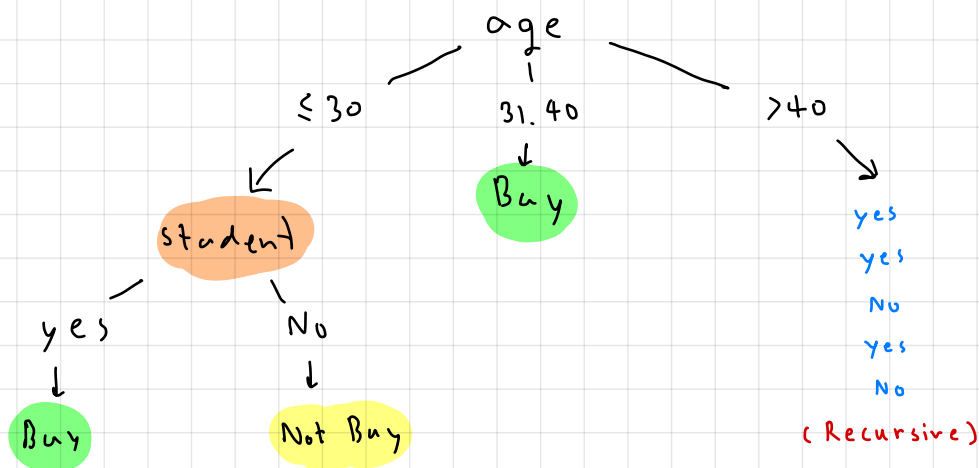 age
≤ 30
31.40
>40
Buy
student
yes
yes
No
yes
No
yes
No
Buy
Not Buy
(Recursive)